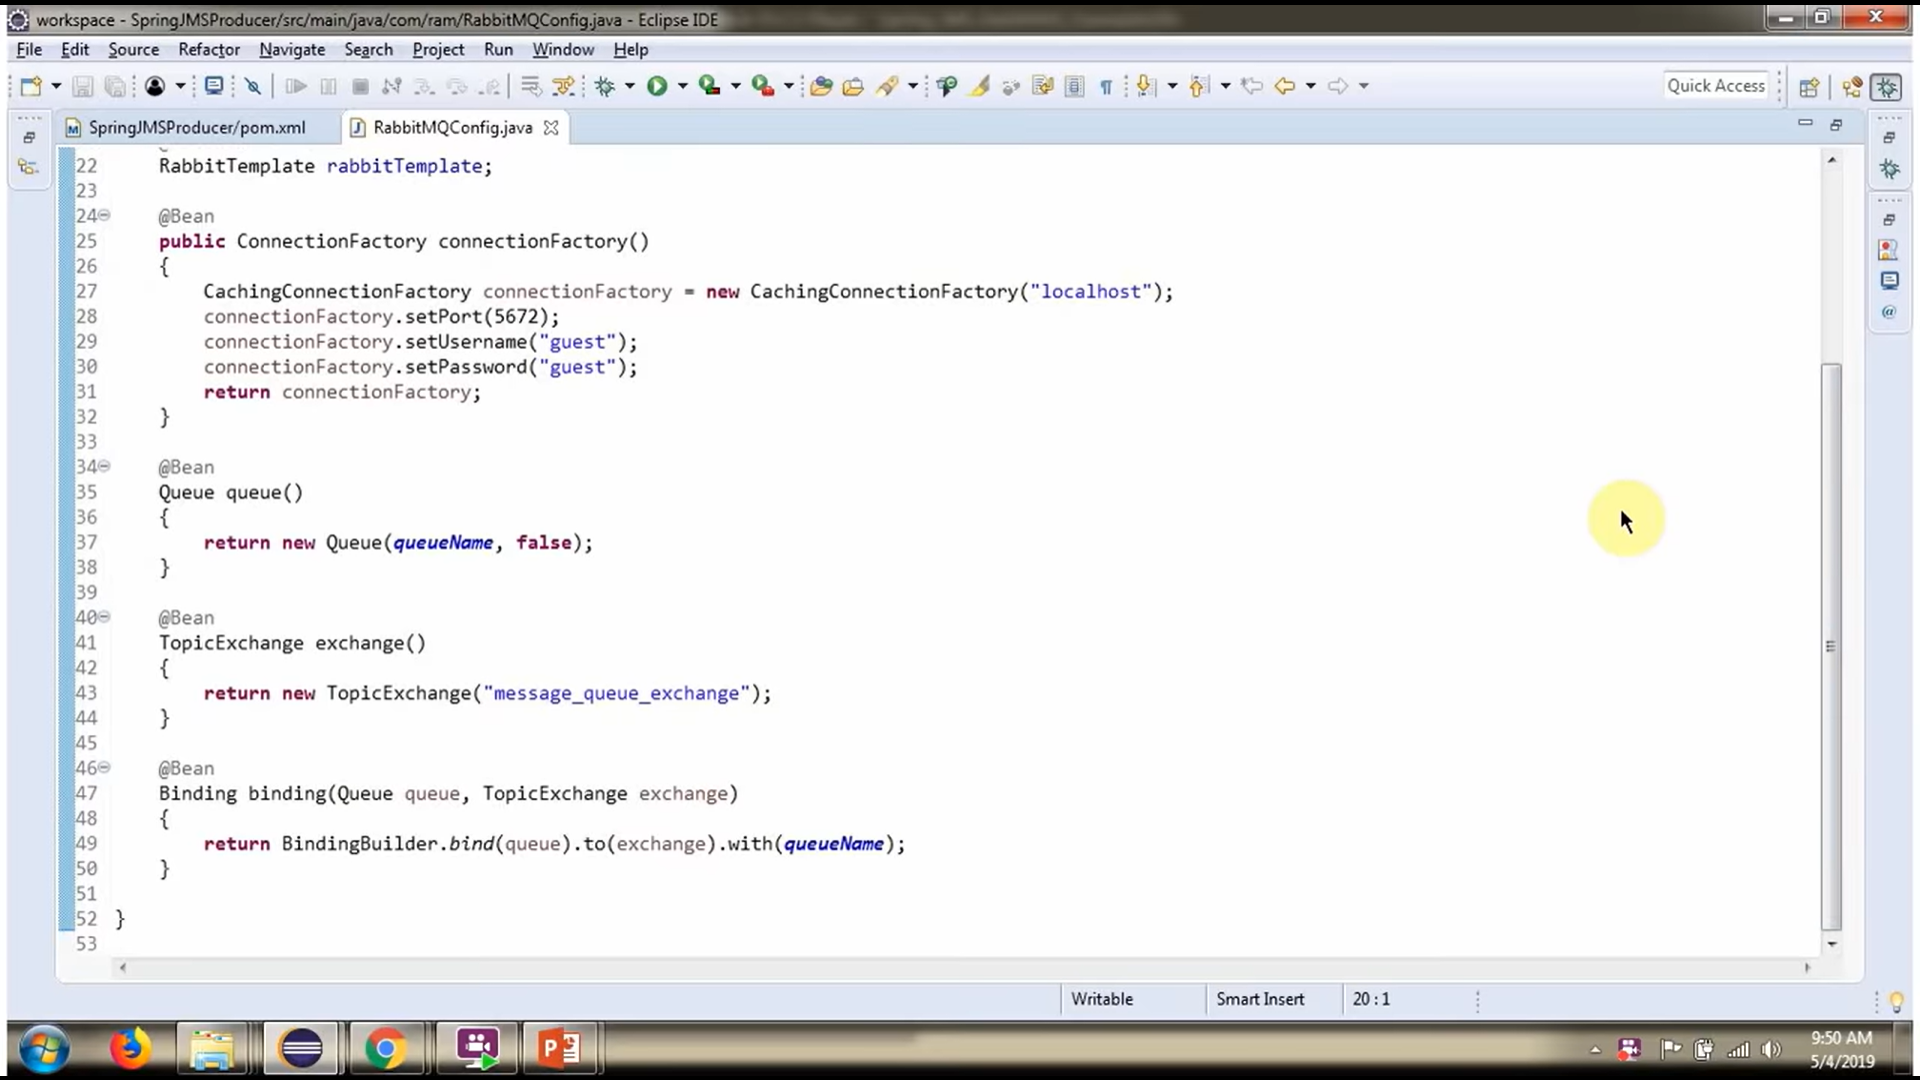 workspace - SpringJMSProducer/src/main/java/com/ram/RabbitMQConfig.java - Eclipse IDE
File Edit Source Refactor Navigate Search Project Run Window Help
Quick Access
SpringJMSProducer/pom.xml RabbitMQConfig.java
22 RabbitTemplate rabbitTemplate;
23
24 @Bean
25 public ConnectionFactory connectionFactory()
26 {
27 CachingConnectionFactory connectionFactory = new CachingConnectionFactory("localhost");
28 connectionFactory.setPort(5672);
29 connectionFactory.setUsername("guest");
30 connectionFactory.setPassword("guest");
31 return connectionFactory;
32 }
33
34 @Bean
35 Queue queue()
36 {
37 return new Queue(queueName, false);
38 }
39
40 @Bean
41 TopicExchange exchange()
42 {
43 return new TopicExchange("message_queue_exchange");
44 }
45
46 @Bean
47 Binding binding(Queue queue, TopicExchange exchange)
48 {
49 return BindingBuilder.bind(queue).to(exchange).with(queueName);
50 }
51
52 }
53
Writable Smart Insert 20 : 1
9:50 AM
5/4/2019